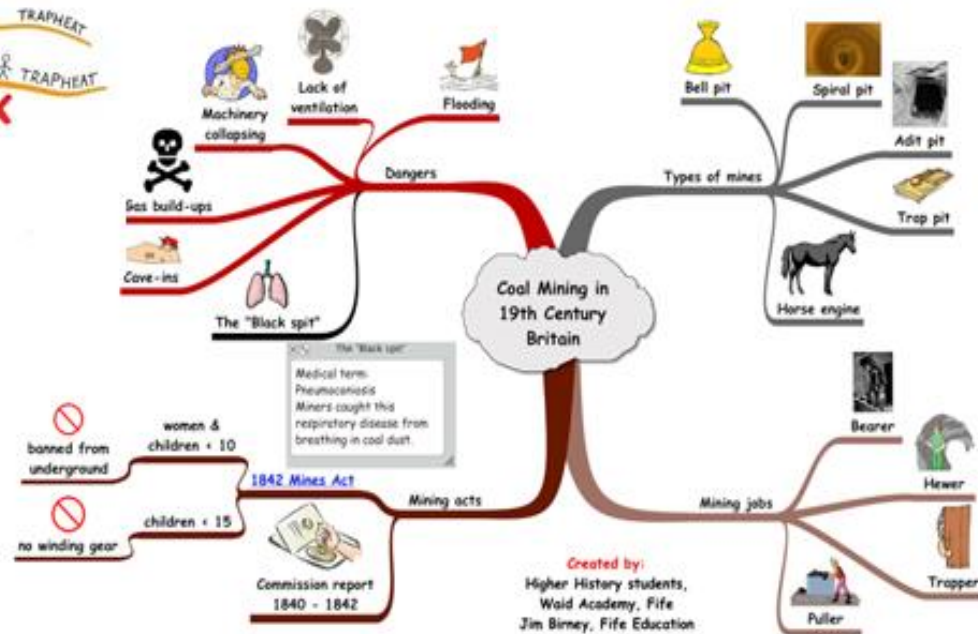 TRAPHEAT
TRAPHEAT
Machinery
collapsing
Lack of
ventilation
Flooding
Gas build-ups
Dangers
Cave-ins
The "Black spit"
Bell pit
Spiral pit
Adit pit
Types of mines
Trap pit
Horse engine
Coal Mining in
19th Century
Britain
The "Black spit"
Medical term:
Pneumoconiosis
Miners caught this
respiratory disease from
breathing in coal dust.
women &
children < 10
banned from
underground
1842 Mines Act
Mining acts
children < 15
no winding gear
Commission report
1840 - 1842
Bearer
Hewer
Mining jobs
Trapper
Puller
Created by:
Higher History students,
Waid Academy, Fife
Jim Birney, Fife Education